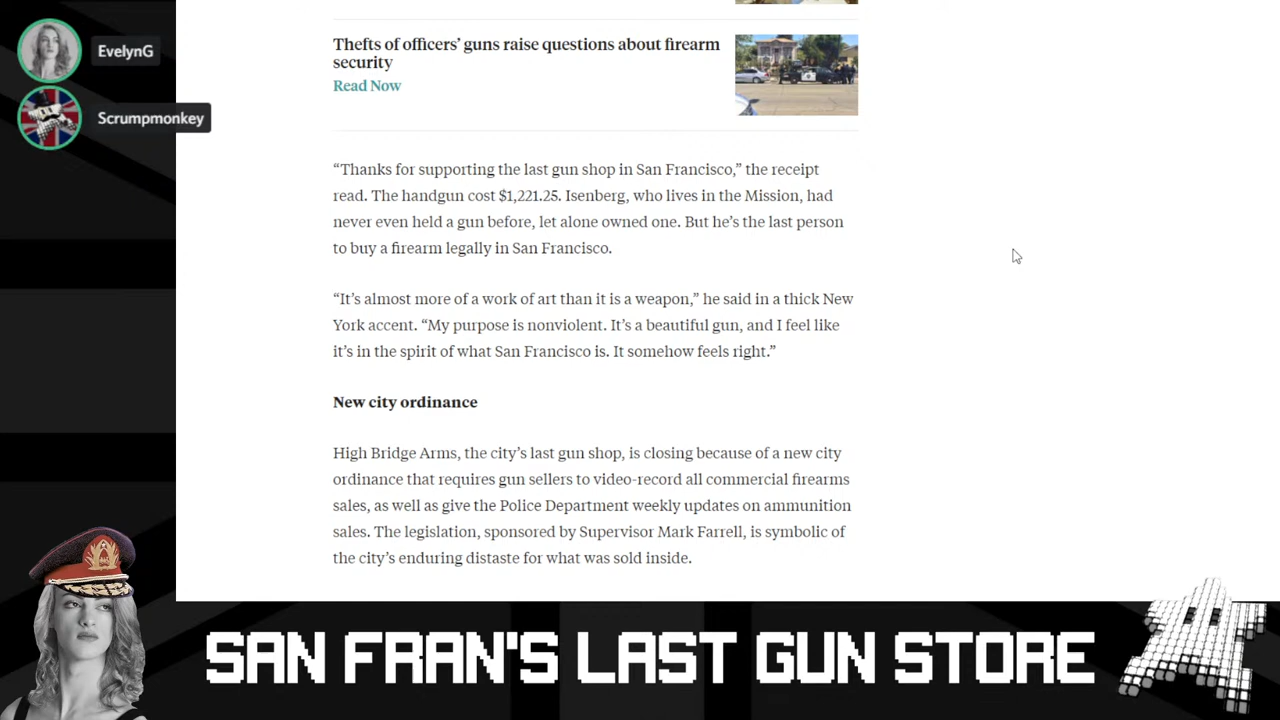 EvelynG
Scrumpmonkey
Thefts of officers’ guns raise questions about firearm
security
Read Now
“Thanks for supporting the last gun shop in San Francisco,” the receipt
read. The handgun cost $1,221.25. Isenberg, who lives in the Mission, had
never even held a gun before, let alone owned one. But he’s the last person
to buy a firearm legally in San Francisco.
“It’s almost more of a work of art than it is a weapon,” he said in a thick New
York accent. “My purpose is nonviolent. It’s a beautiful gun, and I feel like
it’s in the spirit of what San Francisco is. It somehow feels right.”
New city ordinance
High Bridge Arms, the city’s last gun shop, is closing because of a new city
ordinance that requires gun sellers to video-record all commercial firearms
sales, as well as give the Police Department weekly updates on ammunition
sales. The legislation, sponsored by Supervisor Mark Farrell, is symbolic of
the city’s enduring distaste for what was sold inside.
SAN FRAN'S LAST GUN STORE